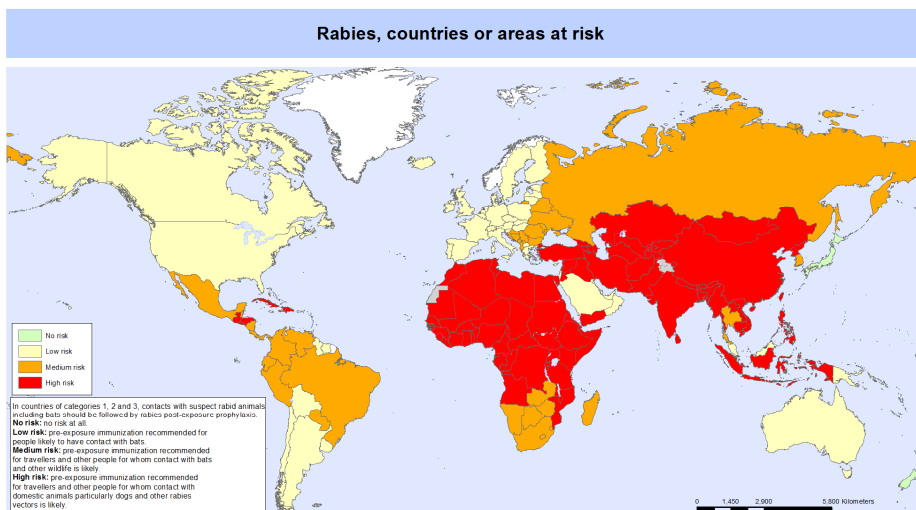 Rabies, countries or areas at risk
No risk
Low risk
Medium risk
High risk
In countries of categories 1, 2 and 3, contacts with suspect rabid animals
including bats should be followed by rabies post-exposure prophylaxis.
No risk: no risk at all.
Low risk: pre-exposure immunization recommended for
people likely to have contact with bats.
Medium risk: pre-exposure immunization recommended
for travellers and other people for whom contact with bats
and other wildlife is likely.
High risk: pre-exposure immunization recommended
for travellers and other people for whom contact with
domestic animals particularly dogs and other rabies
vectors is likely.
0 1,450 2,900 5,800 Kilometers